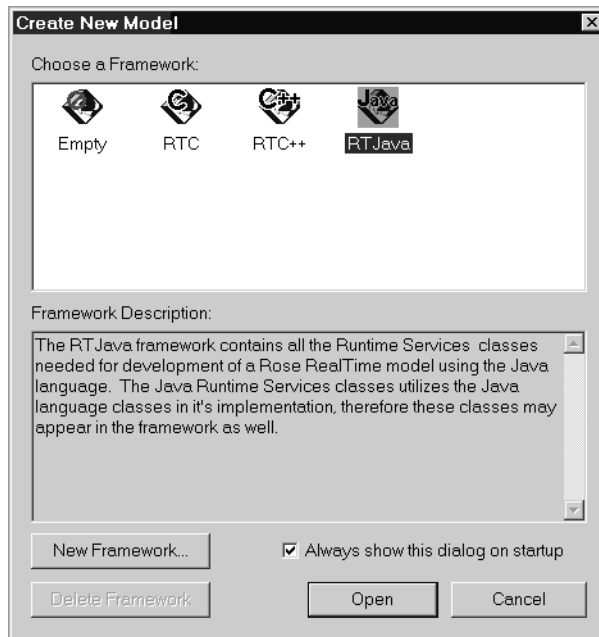 Create New Model
Choose a Framework:
Empty RTC RTC++ RTJava
Framework Description:
The RTJava framework contains all the Runtime Services classes
needed for development of a Rose RealTime model using the Java
language. The Java Runtime Services classes utilizes the Java
language classes in it's implementation, therefore these classes may
appear in the framework as well.
New Framework... Always show this dialog on startup
Delete Framework Open Cancel